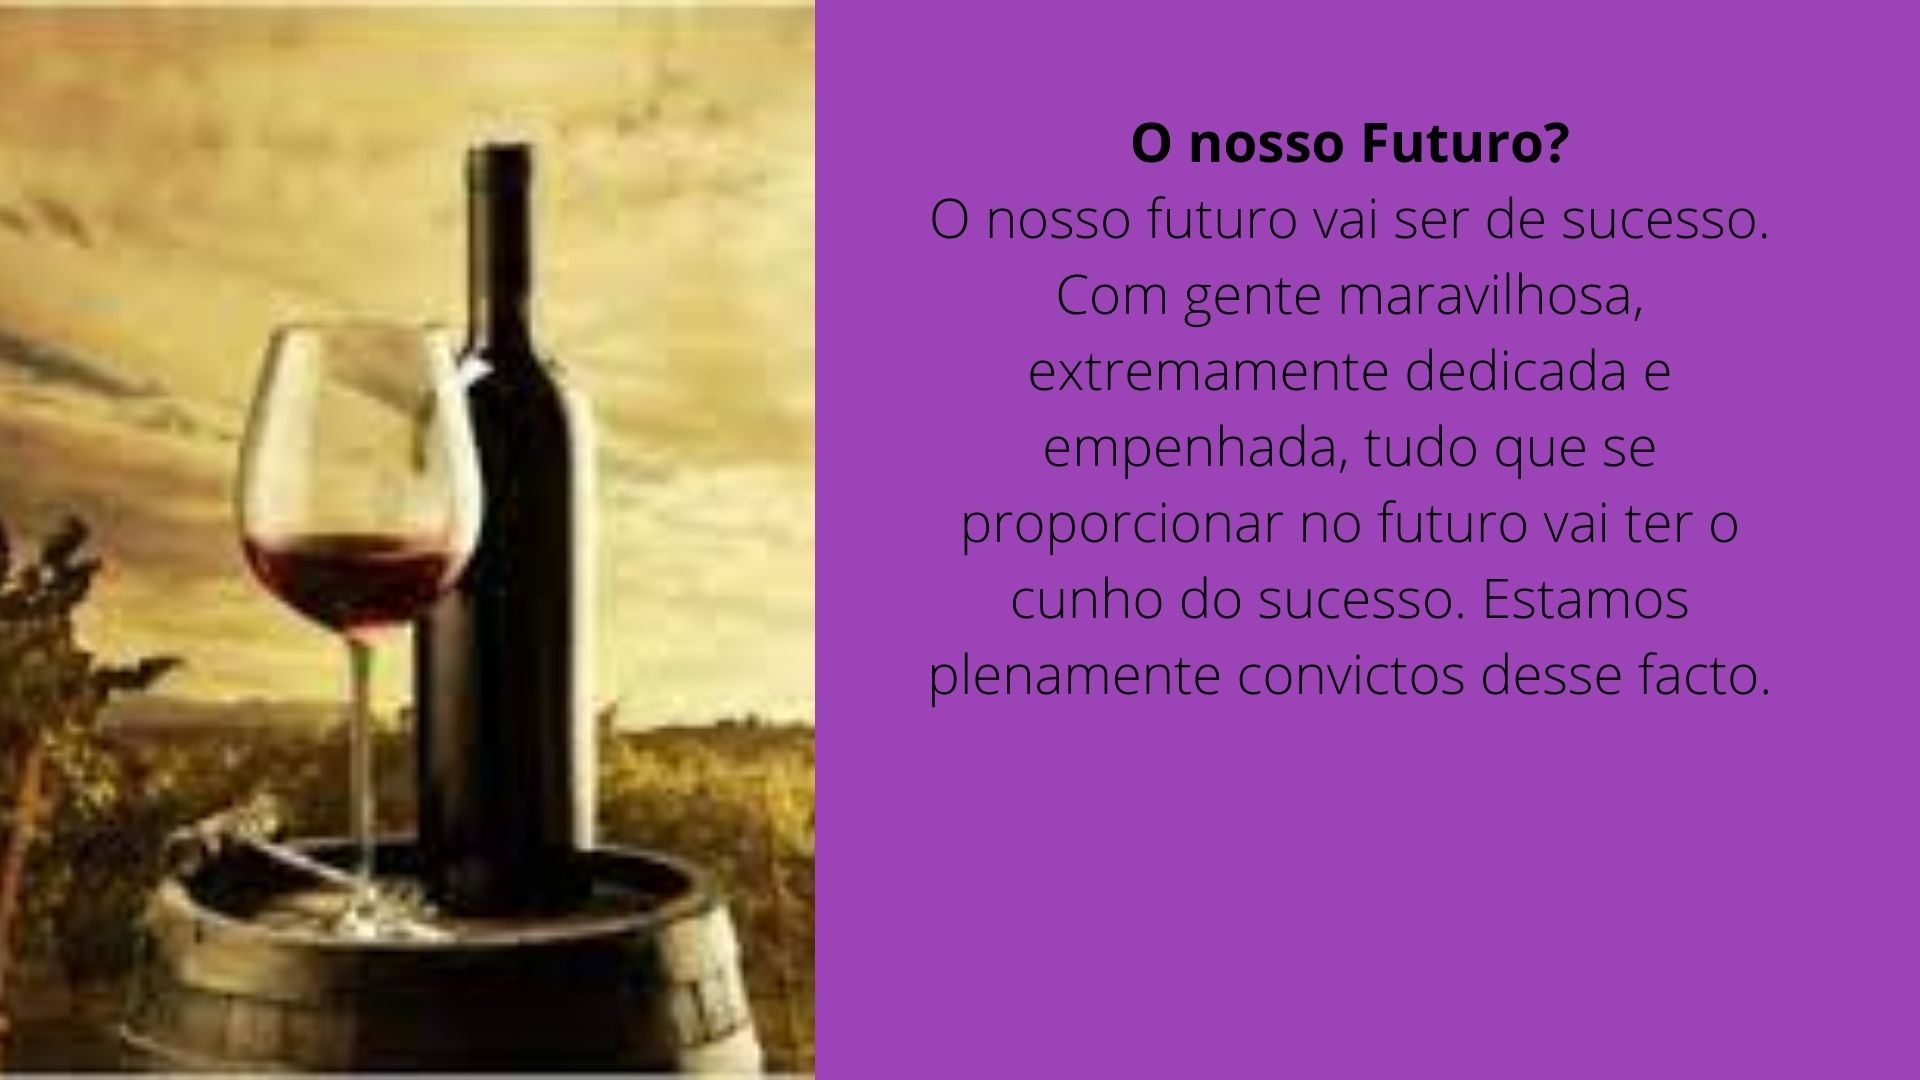 O nosso Futuro?
O nosso futuro vai ser de sucesso.
Com gente maravilhosa,
extremamente dedicada e
empenhada, tudo que se
proporcionar no futuro vai ter o
cunho do sucesso. Estamos
plenamente convictos desse facto.